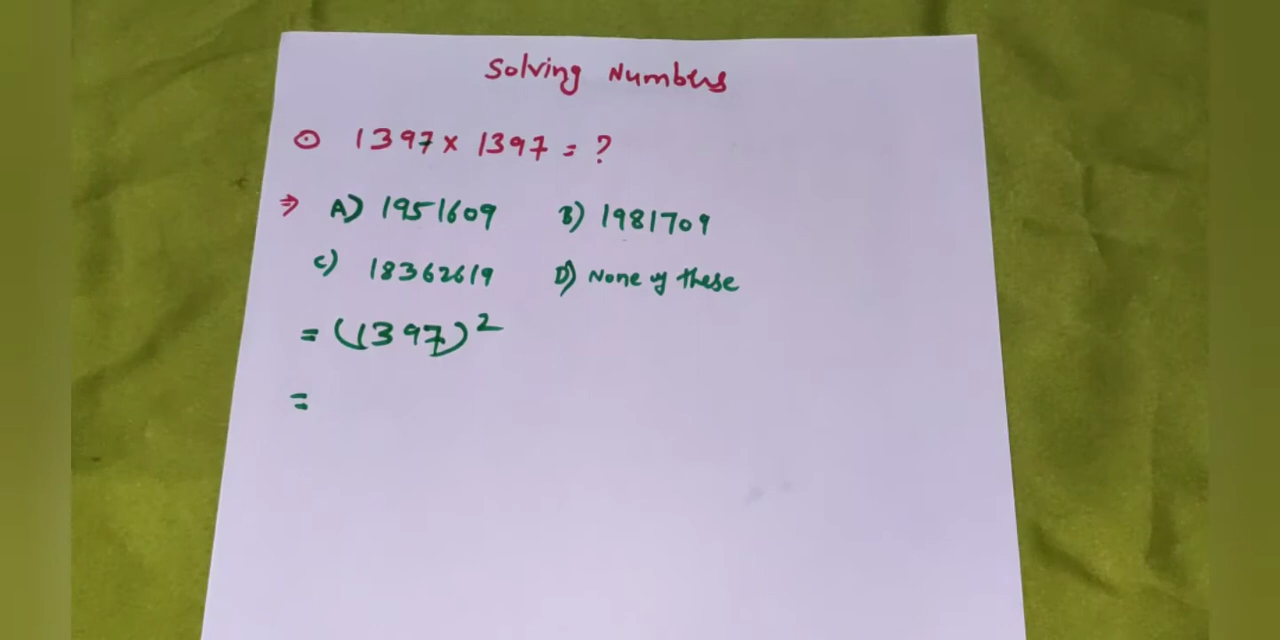 Solving Numbers
⊙ 1397 × 1397 = ?
⇒ A) 1951609 B) 1981709
C) 18362619 D) None of these
= (1397)²
=